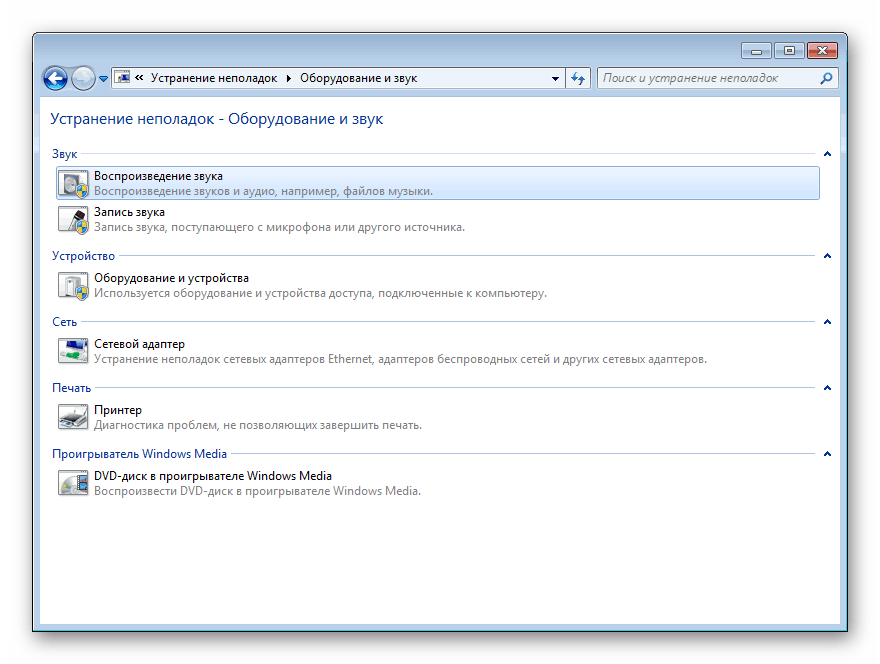 « Устранение неполадок Оборудование и звук Поиск и устранение неполадок
Устранение неполадок - Оборудование и звук
Звук
Воспроизведение звука
Воспроизведение звуков и аудио, например, файлов музыки.
Запись звука
Запись звука, поступающего с микрофона или другого источника.
Устройство
Оборудование и устройства
Используется оборудование и устройства доступа, подключенные к компьютеру.
Сеть
Сетевой адаптер
Устранение неполадок сетевых адаптеров Ethernet, адаптеров беспроводных сетей и других сетевых адаптеров.
Печать
Принтер
Диагностика проблем, не позволяющих завершить печать.
Проигрыватель Windows Media
DVD-диск в проигрывателе Windows Media
Воспроизвести DVD-диск в проигрывателе Windows Media.